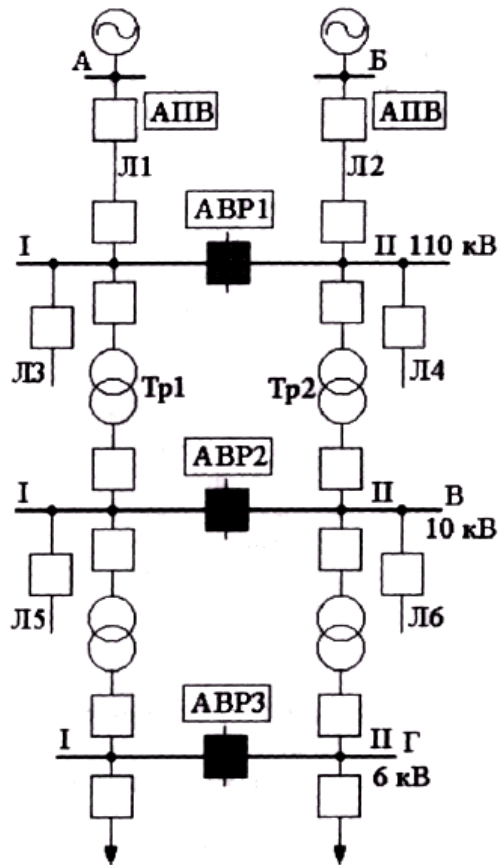 А Б
АПВ АПВ
Л1 Л2
АВР1
I II 110 кВ
Л3 Тр1 Тр2 Л4
АВР2
I II В
10 кВ
Л5 Л6
АВР3
I II Г
6 кВ